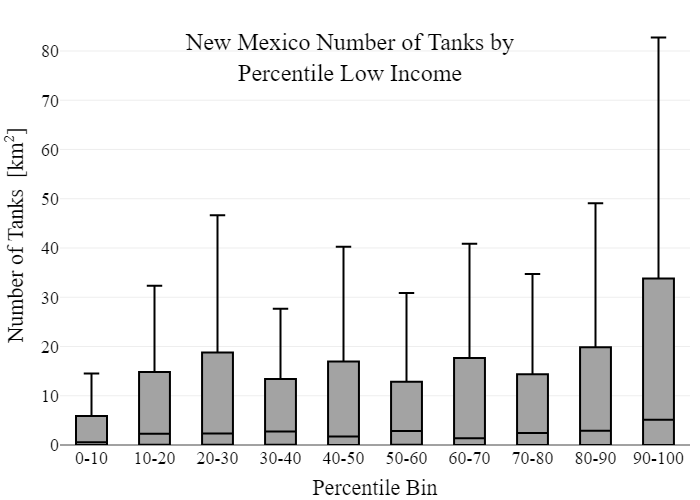 New Mexico Number of Tanks by
Percentile Low Income
Number of Tanks [km²]
80
70
60
50
40
30
20
10
0
0-10 10-20 20-30 30-40 40-50 50-60 60-70 70-80 80-90 90-100
Percentile Bin